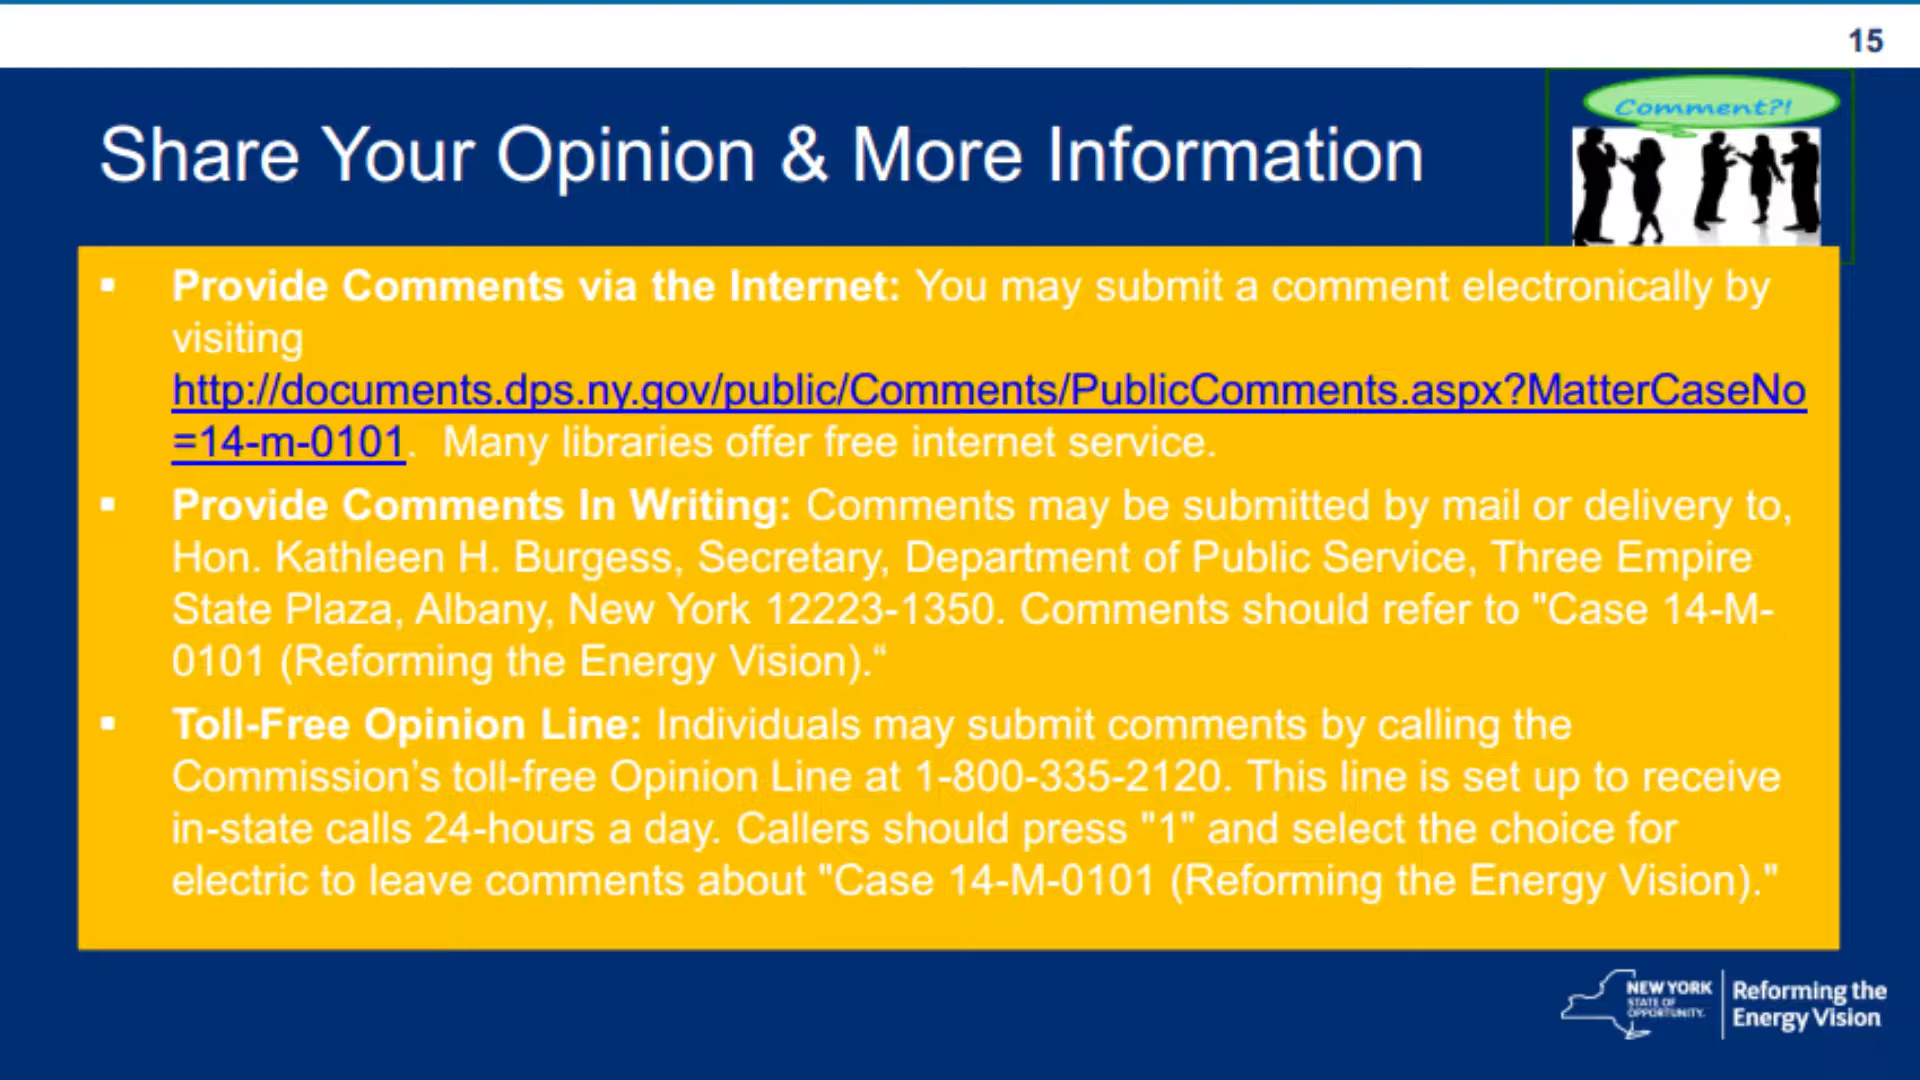 15
Comment?!
Share Your Opinion & More Information
▪ Provide Comments via the Internet: You may submit a comment electronically by
visiting
http://documents.dps.ny.gov/public/Comments/PublicComments.aspx?MatterCaseNo
=14-m-0101. Many libraries offer free internet service.
▪ Provide Comments In Writing: Comments may be submitted by mail or delivery to,
Hon. Kathleen H. Burgess, Secretary, Department of Public Service, Three Empire
State Plaza, Albany, New York 12223-1350. Comments should refer to "Case 14-M-
0101 (Reforming the Energy Vision).“
▪ Toll-Free Opinion Line: Individuals may submit comments by calling the
Commission’s toll-free Opinion Line at 1-800-335-2120. This line is set up to receive
in-state calls 24-hours a day. Callers should press "1" and select the choice for
electric to leave comments about "Case 14-M-0101 (Reforming the Energy Vision)."
NEW YORK
STATE OF
OPPORTUNITY.
Reforming the
Energy Vision